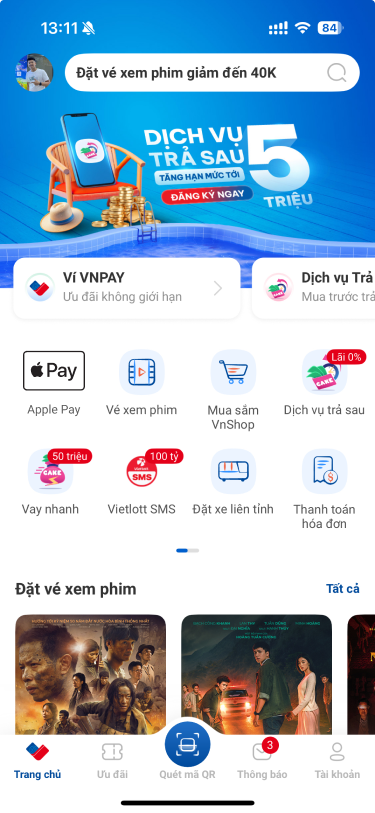 13:11
84
Đặt vé xem phim giảm đến 40K
DỊCH VỤ
TRẢ SAU
5
TĂNG HẠN MỨC TỚI
ĐĂNG KÝ NGAY
TRIỆU
CAKE
Ví VNPAY
Ưu đãi không giới hạn
Dịch vụ Trả
Mua trước trả
Pay
Lãi 0%
CAKE
Apple Pay
Vé xem phim
Mua sắm
VnShop
Dịch vụ trả sau
50 triệu
CAKE
100 tỷ
vietlott
SMS
Vay nhanh
Vietlott SMS
Đặt xe liên tỉnh
Thanh toán
hóa đơn
Đặt vé xem phim
Tất cả
3
Trang chủ
Ưu đãi
Quét mã QR
Thông báo
Tài khoản